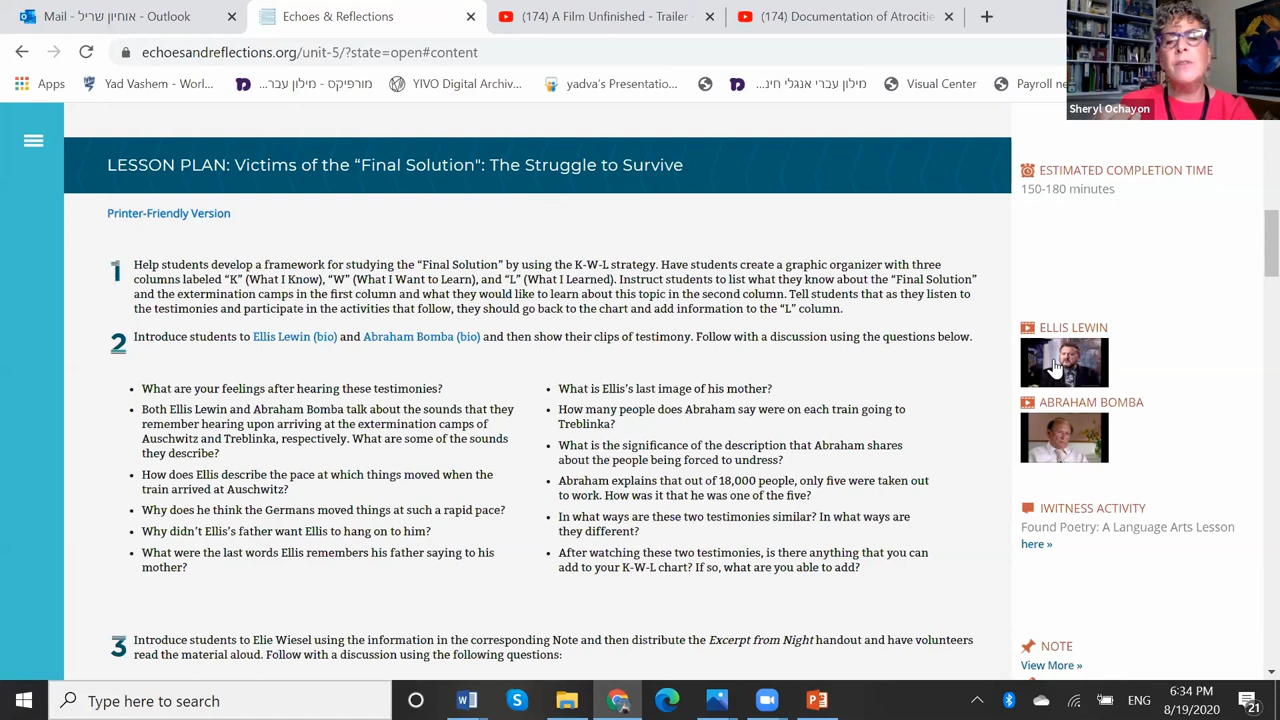 Mail - אוחיון שריל - Outlook
Echoes & Reflections
(174) A Film Unfinished - Trailer
(174) Documentation of Atrocitie
echoesandreflections.org/unit-5/?state=open#content
Apps
Yad Vashem - Worl...
מורפיקס - מילון עבר...
YIVO Digital Archiv...
yadva's Presentatio...
מילון עברי אנגלי חינ...
Visual Center
Payroll ne
Sheryl Ochayon
LESSON PLAN: Victims of the “Final Solution": The Struggle to Survive
Printer-Friendly Version
1
Help students develop a framework for studying the “Final Solution” by using the K-W-L strategy. Have students create a graphic organizer with three
columns labeled “K” (What I Know), “W” (What I Want to Learn), and “L” (What I Learned). Instruct students to list what they know about the “Final Solution”
and the extermination camps in the first column and what they would like to learn about this topic in the second column. Tell students that as they listen to
the testimonies and participate in the activities that follow, they should go back to the chart and add information to the “L” column.
2
Introduce students to Ellis Lewin (bio) and Abraham Bomba (bio) and then show their clips of testimony. Follow with a discussion using the questions below.
• What are your feelings after hearing these testimonies?
• Both Ellis Lewin and Abraham Bomba talk about the sounds that they
remember hearing upon arriving at the extermination camps of
Auschwitz and Treblinka, respectively. What are some of the sounds
they describe?
• How does Ellis describe the pace at which things moved when the
train arrived at Auschwitz?
• Why does he think the Germans moved things at such a rapid pace?
• Why didn’t Ellis’s father want Ellis to hang on to him?
• What were the last words Ellis remembers his father saying to his
mother?
• What is Ellis’s last image of his mother?
• How many people does Abraham say were on each train going to
Treblinka?
• What is the significance of the description that Abraham shares
about the people being forced to undress?
• Abraham explains that out of 18,000 people, only five were taken out
to work. How was it that he was one of the five?
• In what ways are these two testimonies similar? In what ways are
they different?
• After watching these two testimonies, is there anything that you can
add to your K-W-L chart? If so, what are you able to add?
3
Introduce students to Elie Wiesel using the information in the corresponding Note and then distribute the Excerpt from Night handout and have volunteers
read the material aloud. Follow with a discussion using the following questions:
ESTIMATED COMPLETION TIME
150-180 minutes
ELLIS LEWIN
ABRAHAM BOMBA
IWITNESS ACTIVITY
Found Poetry: A Language Arts Lesson
here »
NOTE
View More »
Type here to search
ENG
6:34 PM
8/19/2020
21